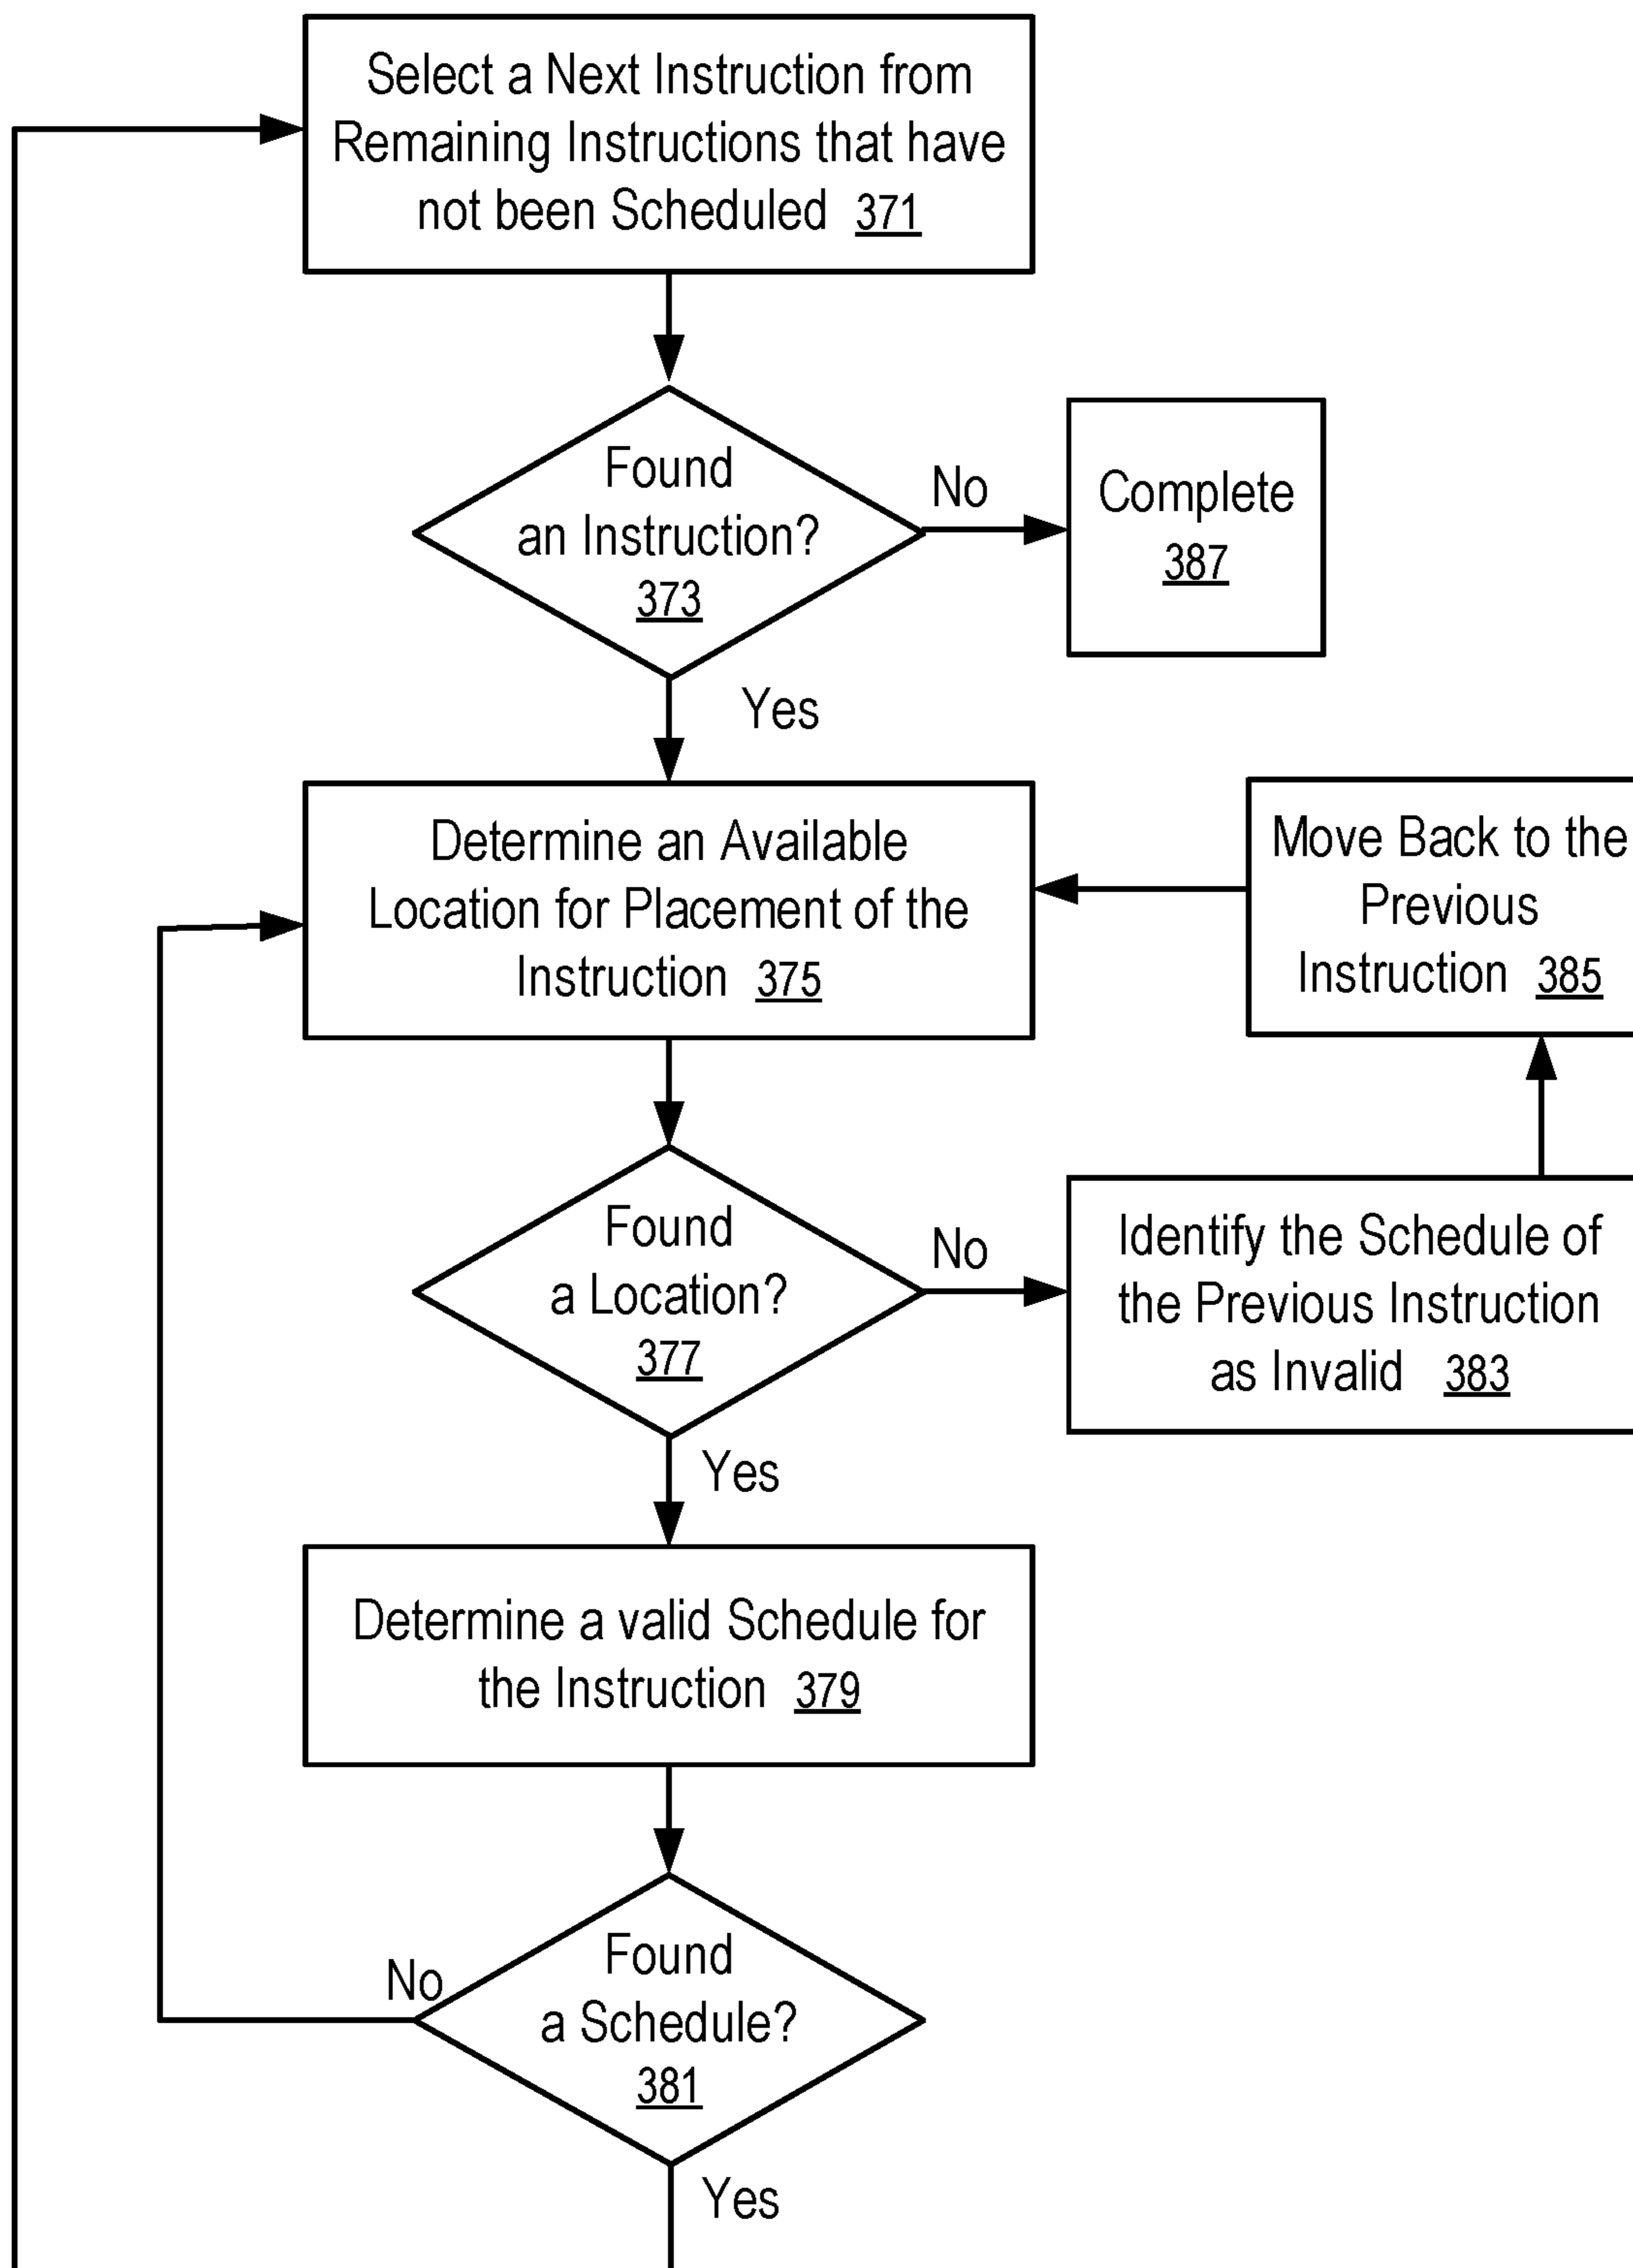 Select a Next Instruction from
Remaining Instructions that have
not been Scheduled 371
Found
an Instruction?
373
No
Complete
387
Yes
Determine an Available
Location for Placement of the
Instruction 375
Move Back to the
Previous
Instruction 385
Found
a Location?
377
No
Identify the Schedule of
the Previous Instruction
as Invalid 383
Yes
Determine a valid Schedule for
the Instruction 379
Found
a Schedule?
381
No
Yes